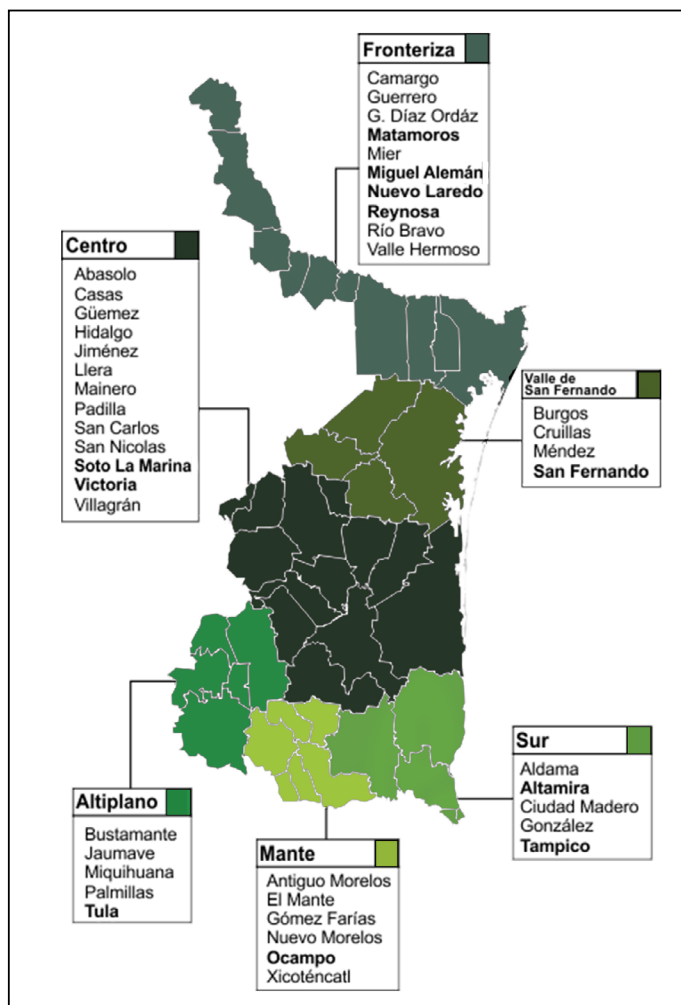 Fronteriza
Camargo
Guerrero
G. Díaz Ordáz
Matamoros
Mier
Miguel Alemán
Nuevo Laredo
Reynosa
Río Bravo
Valle Hermoso
Centro
Abasolo
Casas
Güemez
Hidalgo
Jiménez
Llera
Mainero
Padilla
San Carlos
San Nicolas
Soto La Marina
Victoria
Villagrán
Valle de
San Fernando
Burgos
Cruillas
Méndez
San Fernando
Altiplano
Bustamante
Jaumave
Miquihuana
Palmillas
Tula
Mante
Antiguo Morelos
El Mante
Gómez Farías
Nuevo Morelos
Ocampo
Xicoténcatl
Sur
Aldama
Altamira
Ciudad Madero
González
Tampico